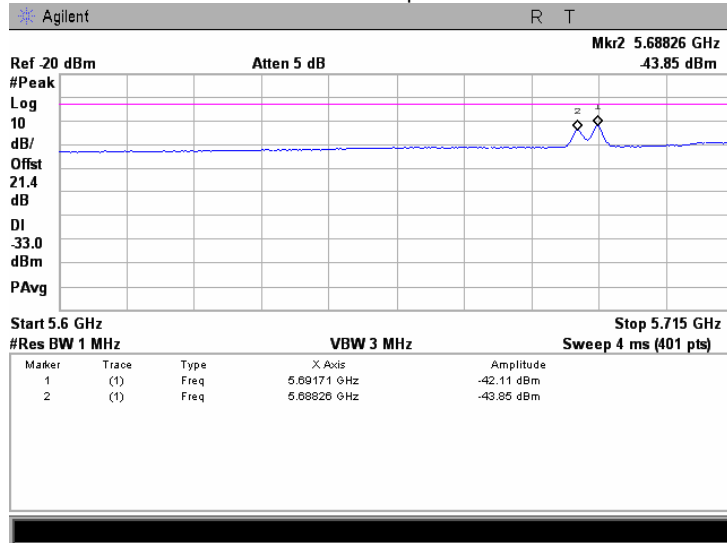 Agilent R T
Mkr2 5.68826 GHz
Ref -20 dBm Atten 5 dB -43.85 dBm
#Peak
Log
10
dB/
Offst
21.4
dB
DI
-33.0
dBm
PAvg
2 1
Start 5.6 GHz Stop 5.715 GHz
#Res BW 1 MHz VBW 3 MHz Sweep 4 ms (401 pts)
Marker Trace Type X Axis Amplitude
1 (1) Freq 5.69171 GHz -42.11 dBm
2 (1) Freq 5.68826 GHz -43.85 dBm